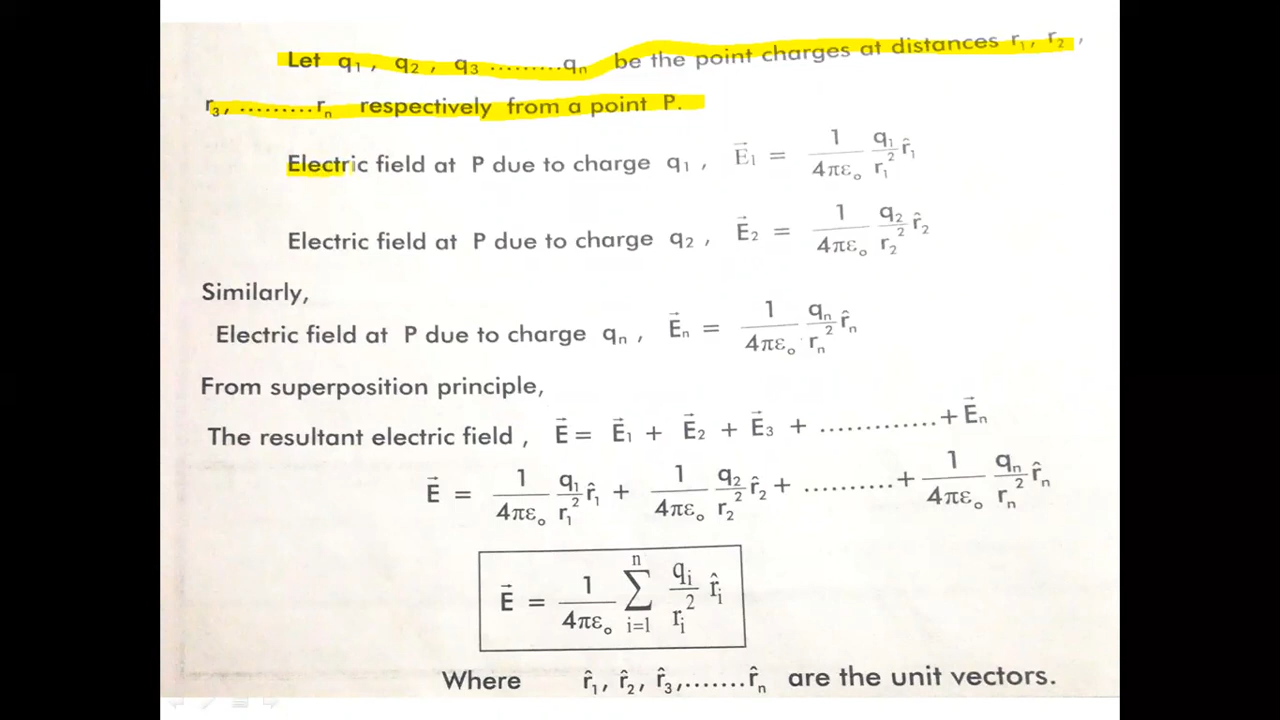 Let q₁ , q₂ , q₃ .........qₙ be the point charges at distances r₁, r₂ ,
r₃, .........rₙ respectively from a point P.
Electric field at P due to charge q₁ , E⃗₁ = 1/4πε₀ q₁/r₁² r̂₁
Electric field at P due to charge q₂ , E⃗₂ = 1/4πε₀ q₂/r₂² r̂₂
Similarly,
Electric field at P due to charge qₙ , E⃗ₙ = 1/4πε₀ qₙ/rₙ² r̂ₙ
From superposition principle,
The resultant electric field , E⃗ = E⃗₁ + E⃗₂ + E⃗₃ + .............+ E⃗ₙ
E⃗ = 1/4πε₀ q₁/r₁² r̂₁ + 1/4πε₀ q₂/r₂² r̂₂ + ..........+ 1/4πε₀ qₙ/rₙ² r̂ₙ
E⃗ = 1/4πε₀ ∑ⁿᵢ₌₁ qᵢ/rᵢ² r̂ᵢ
Where r̂₁, r̂₂, r̂₃,.......r̂ₙ are the unit vectors.